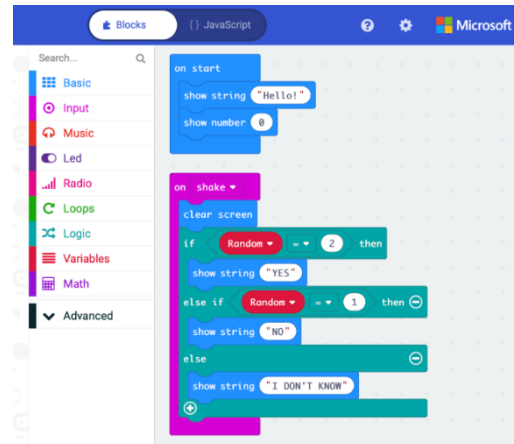 Blocks
{} JavaScript
Microsoft
Search...
Basic
Input
Music
Led
Radio
Loops
Logic
Variables
Math
Advanced
on start
show string "Hello!"
show number 0
on shake
clear screen
if Random = 2 then
show string "YES"
else if Random = 1 then
show string "NO"
else
show string "I DON'T KNOW"